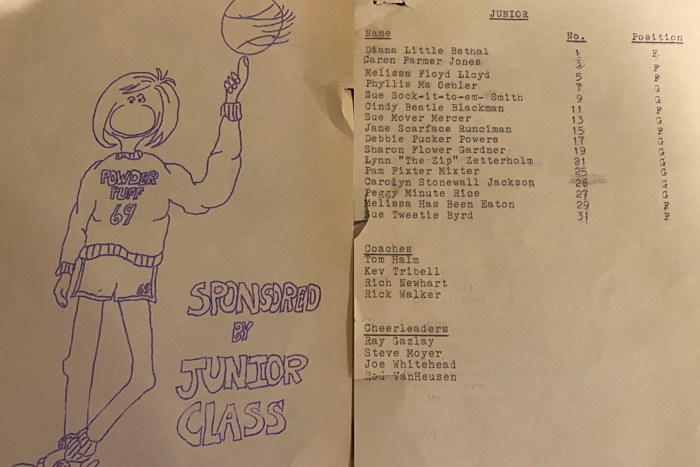 POWDER
PUFF
69
69
SPONSORED
BY
JUNIOR
CLASS
JUNIOR
Name No. Position
Diana Little Bethal 1 F
Caren Farmer Jones 3 F
Melissa Floyd Lloyd 5 F
Phyllis Ma Oehler 7 G
Sue Sock-it-to-em- Smith 9 G
Cindy Beatle Blackman 11 F
Sue Mover Mercer 13 G
Jane Scarface Runciman 15 F
Debbie Pucker Powers 17 G
Sharon Flower Gardner 19 G
Lynn "The Zip" Zetterholm 21 G
Pam Fixter Mixter 25 G
Carolyn Stonewall Jackson 26 G
Peggy Minute Rice 27 G
Melissa Has Been Eaton 29 F
Sue Tweetie Byrd 31 F
Coaches
Tom Halm
Kev Tribell
Rich Newhart
Rick Walker
Cheerleaders
Ray Gazlay
Steve Moyer
Joe Whitehead
Rod VanHeusen